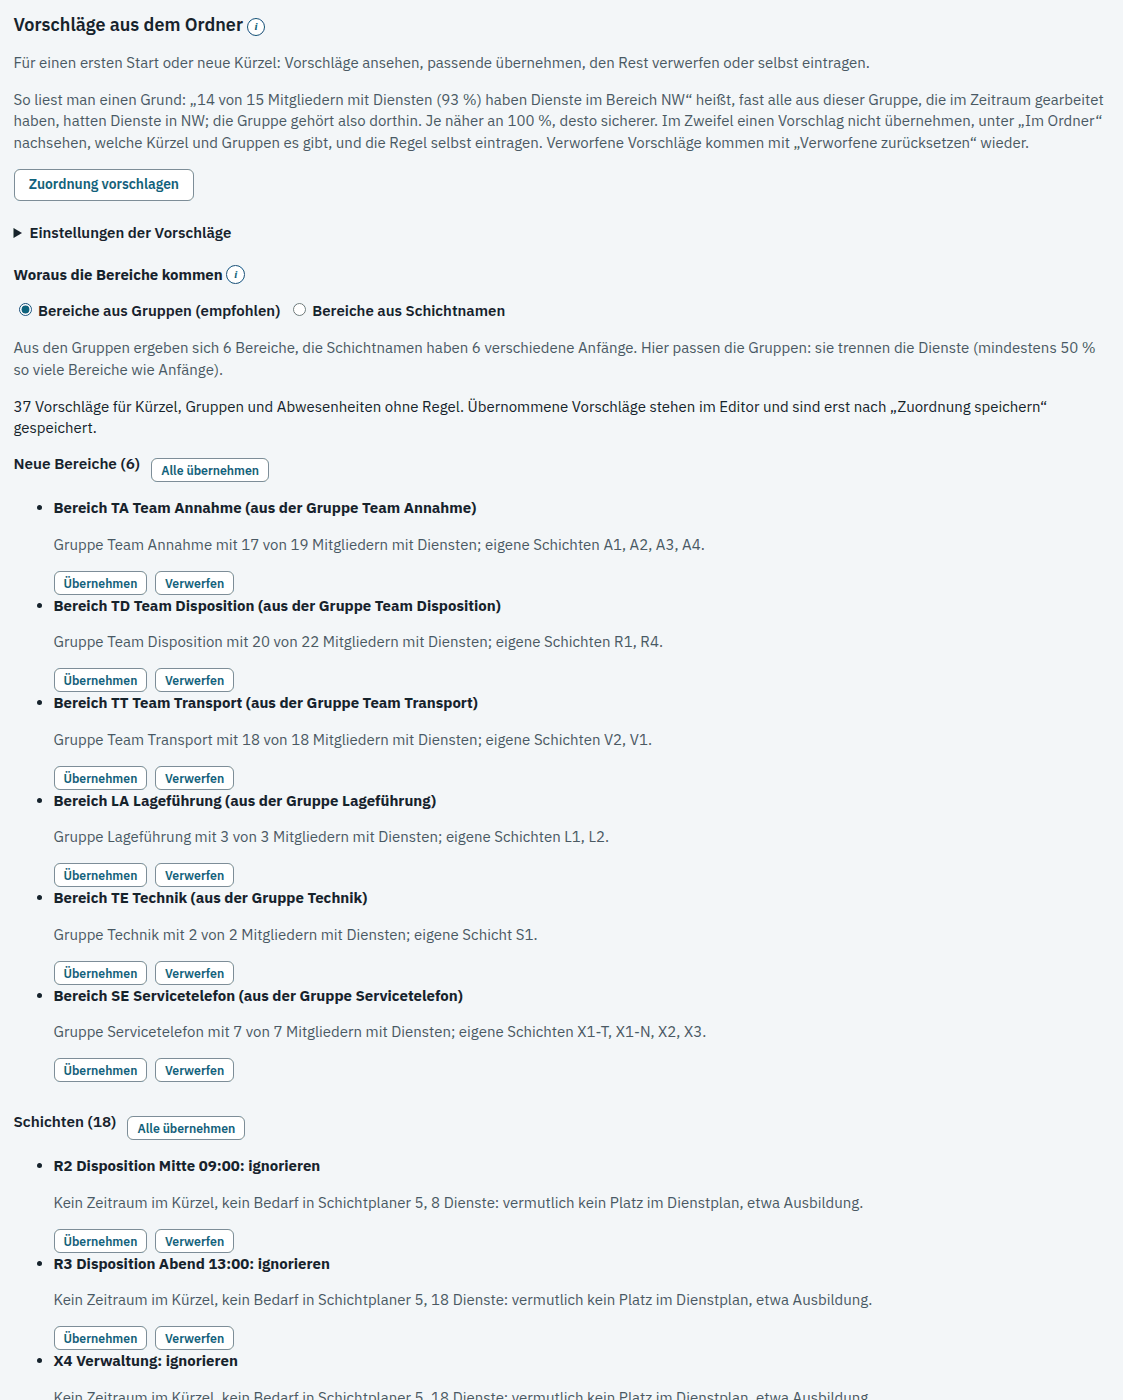 Vorschläge aus dem Ordner i
Für einen ersten Start oder neue Kürzel: Vorschläge ansehen, passende übernehmen, den Rest verwerfen oder selbst eintragen.
So liest man einen Grund: „14 von 15 Mitgliedern mit Diensten (93 %) haben Dienste im Bereich NW“ heißt, fast alle aus dieser Gruppe, die im Zeitraum gearbeitet
haben, hatten Dienste in NW; die Gruppe gehört also dorthin. Je näher an 100 %, desto sicherer. Im Zweifel einen Vorschlag nicht übernehmen, unter „Im Ordner“
nachsehen, welche Kürzel und Gruppen es gibt, und die Regel selbst eintragen. Verworfene Vorschläge kommen mit „Verworfene zurücksetzen“ wieder.
Zuordnung vorschlagen
Einstellungen der Vorschläge
Woraus die Bereiche kommen i
Bereiche aus Gruppen (empfohlen) Bereiche aus Schichtnamen
Aus den Gruppen ergeben sich 6 Bereiche, die Schichtnamen haben 6 verschiedene Anfänge. Hier passen die Gruppen: sie trennen die Dienste (mindestens 50 %
so viele Bereiche wie Anfänge).
37 Vorschläge für Kürzel, Gruppen und Abwesenheiten ohne Regel. Übernommene Vorschläge stehen im Editor und sind erst nach „Zuordnung speichern“
gespeichert.
Neue Bereiche (6) Alle übernehmen
Bereich TA Team Annahme (aus der Gruppe Team Annahme)
Gruppe Team Annahme mit 17 von 19 Mitgliedern mit Diensten; eigene Schichten A1, A2, A3, A4.
Übernehmen Verwerfen
Bereich TD Team Disposition (aus der Gruppe Team Disposition)
Gruppe Team Disposition mit 20 von 22 Mitgliedern mit Diensten; eigene Schichten R1, R4.
Übernehmen Verwerfen
Bereich TT Team Transport (aus der Gruppe Team Transport)
Gruppe Team Transport mit 18 von 18 Mitgliedern mit Diensten; eigene Schichten V2, V1.
Übernehmen Verwerfen
Bereich LA Lageführung (aus der Gruppe Lageführung)
Gruppe Lageführung mit 3 von 3 Mitgliedern mit Diensten; eigene Schichten L1, L2.
Übernehmen Verwerfen
Bereich TE Technik (aus der Gruppe Technik)
Gruppe Technik mit 2 von 2 Mitgliedern mit Diensten; eigene Schicht S1.
Übernehmen Verwerfen
Bereich SE Servicetelefon (aus der Gruppe Servicetelefon)
Gruppe Servicetelefon mit 7 von 7 Mitgliedern mit Diensten; eigene Schichten X1-T, X1-N, X2, X3.
Übernehmen Verwerfen
Schichten (18) Alle übernehmen
R2 Disposition Mitte 09:00: ignorieren
Kein Zeitraum im Kürzel, kein Bedarf in Schichtplaner 5, 8 Dienste: vermutlich kein Platz im Dienstplan, etwa Ausbildung.
Übernehmen Verwerfen
R3 Disposition Abend 13:00: ignorieren
Kein Zeitraum im Kürzel, kein Bedarf in Schichtplaner 5, 18 Dienste: vermutlich kein Platz im Dienstplan, etwa Ausbildung.
Übernehmen Verwerfen
X4 Verwaltung: ignorieren
Kein Zeitraum im Kürzel, kein Bedarf in Schichtplaner 5, 18 Dienste: vermutlich kein Platz im Dienstplan, etwa Ausbildung.